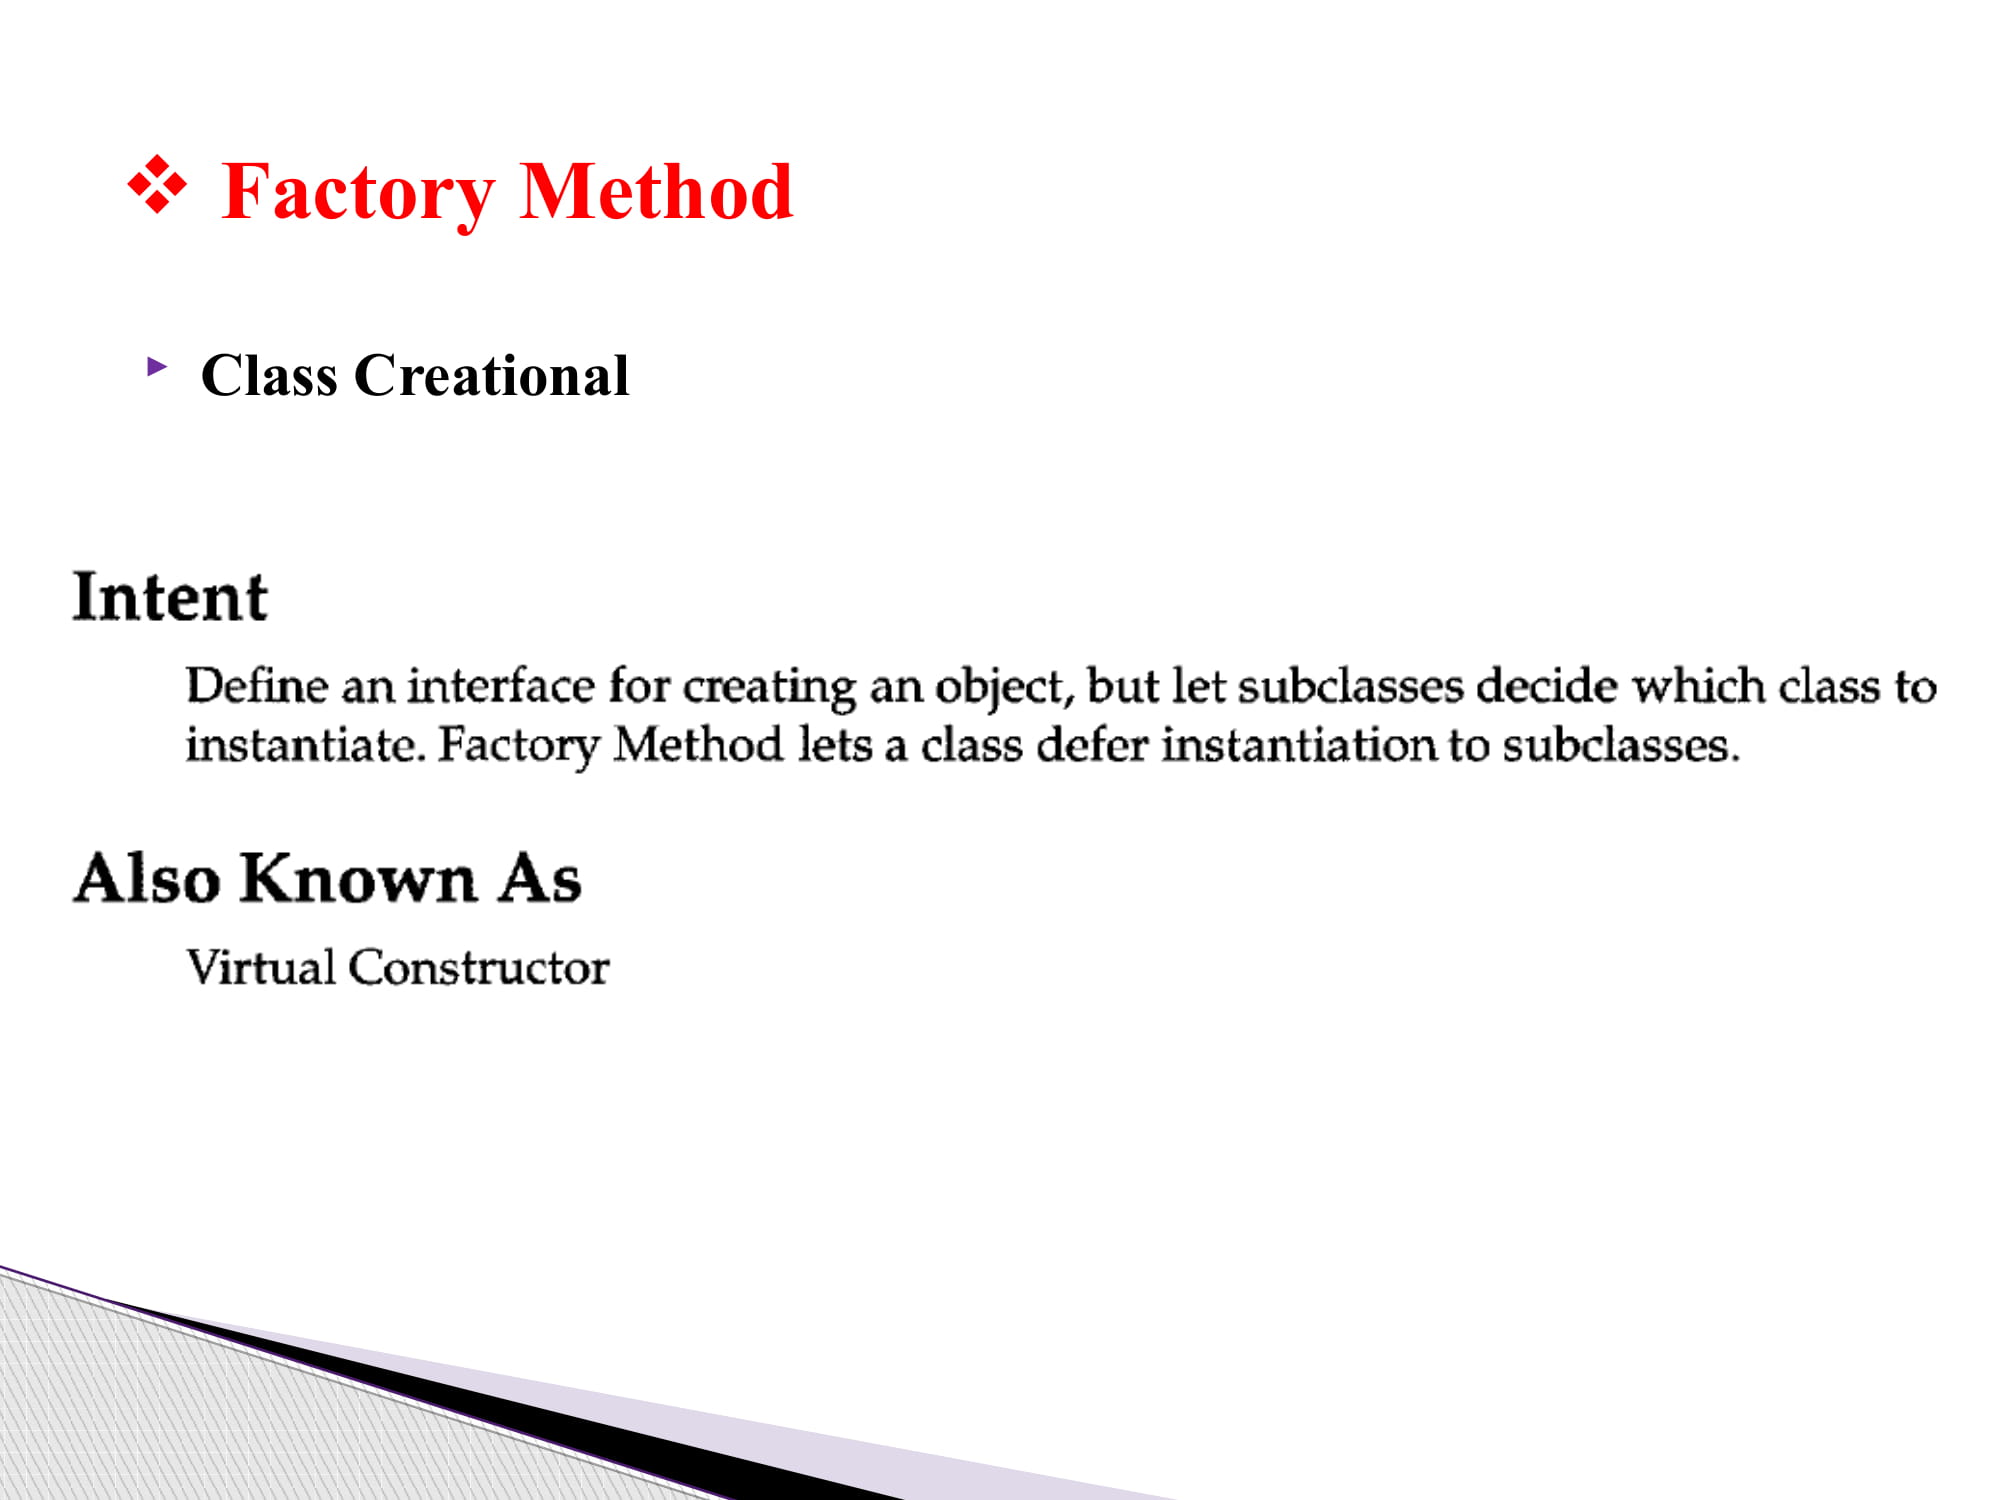 ❖ Factory Method
▶ Class Creational
Intent
Define an interface for creating an object, but let subclasses decide which class to
instantiate. Factory Method lets a class defer instantiation to subclasses.
Also Known As
Virtual Constructor